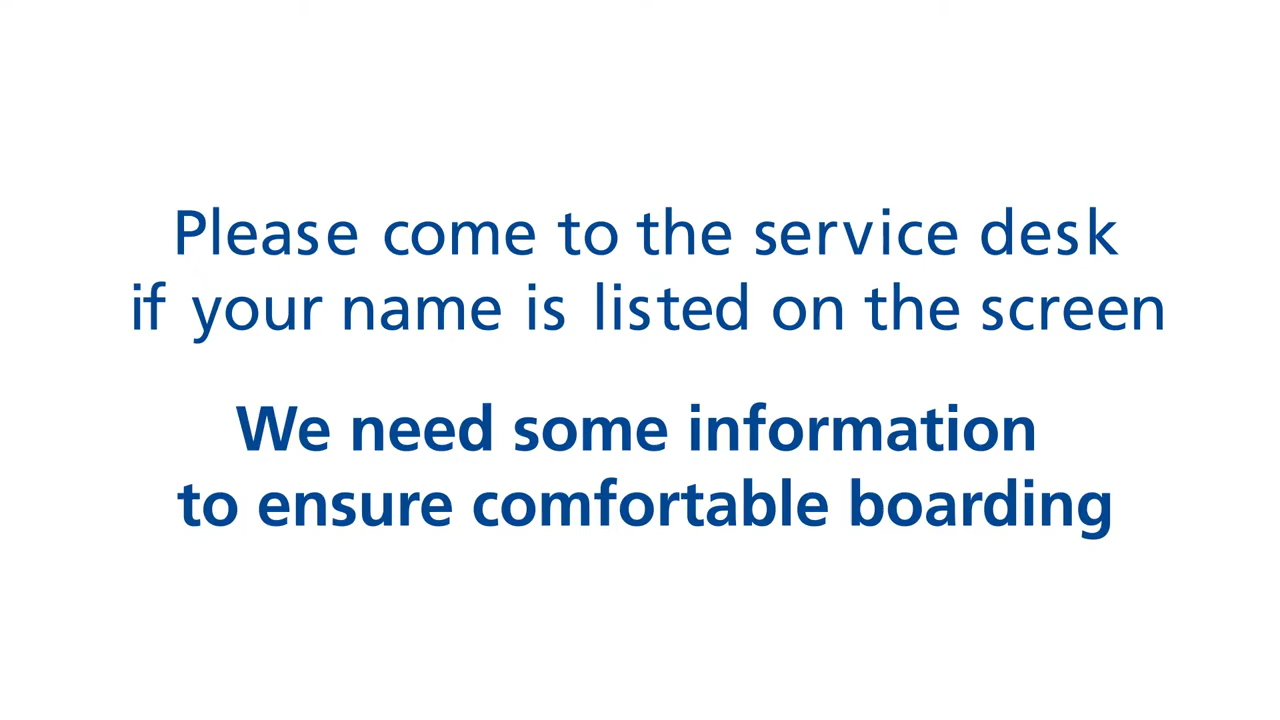 Please come to the service desk
if your name is listed on the screen
We need some information
to ensure comfortable boarding